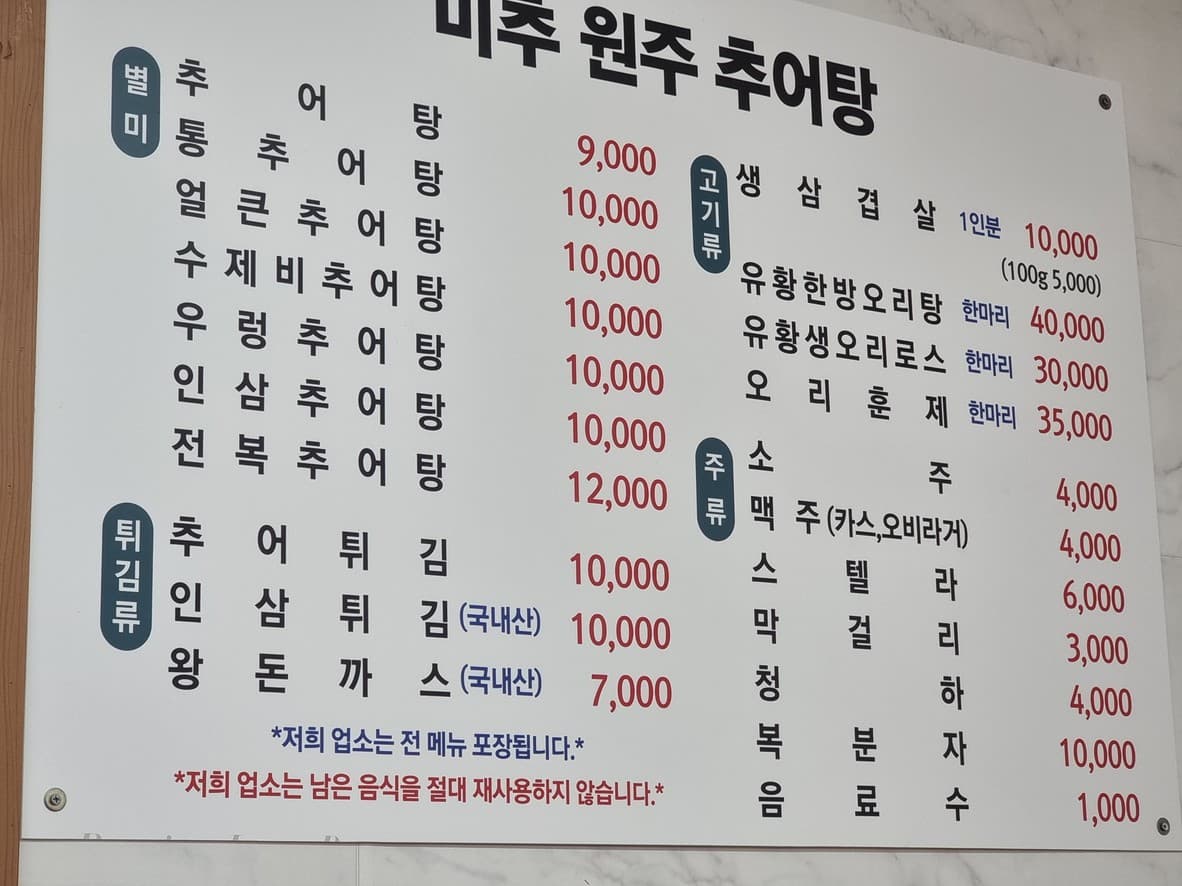 미추 원주 추어탕
별미
추어탕 9,000
통추어탕 10,000
얼큰추어탕 10,000
수제비추어탕 10,000
우렁추어탕 10,000
인삼추어탕 10,000
전복추어탕 12,000
튀김류
추어튀김 10,000
인삼튀김 (국내산) 10,000
왕돈까스 (국내산) 7,000
*저희 업소는 전 메뉴 포장됩니다.*
*저희 업소는 남은 음식을 절대 재사용하지 않습니다.*
고기류
생삼겹살 1인분 10,000
(100g 5,000)
유황한방오리탕 한마리 40,000
유황생오리로스 한마리 30,000
오리훈제 한마리 35,000
주류
소주 4,000
맥주 (카스,오비라거) 4,000
스텔라 6,000
막걸리 3,000
청하 4,000
복분자 10,000
음료수 1,000